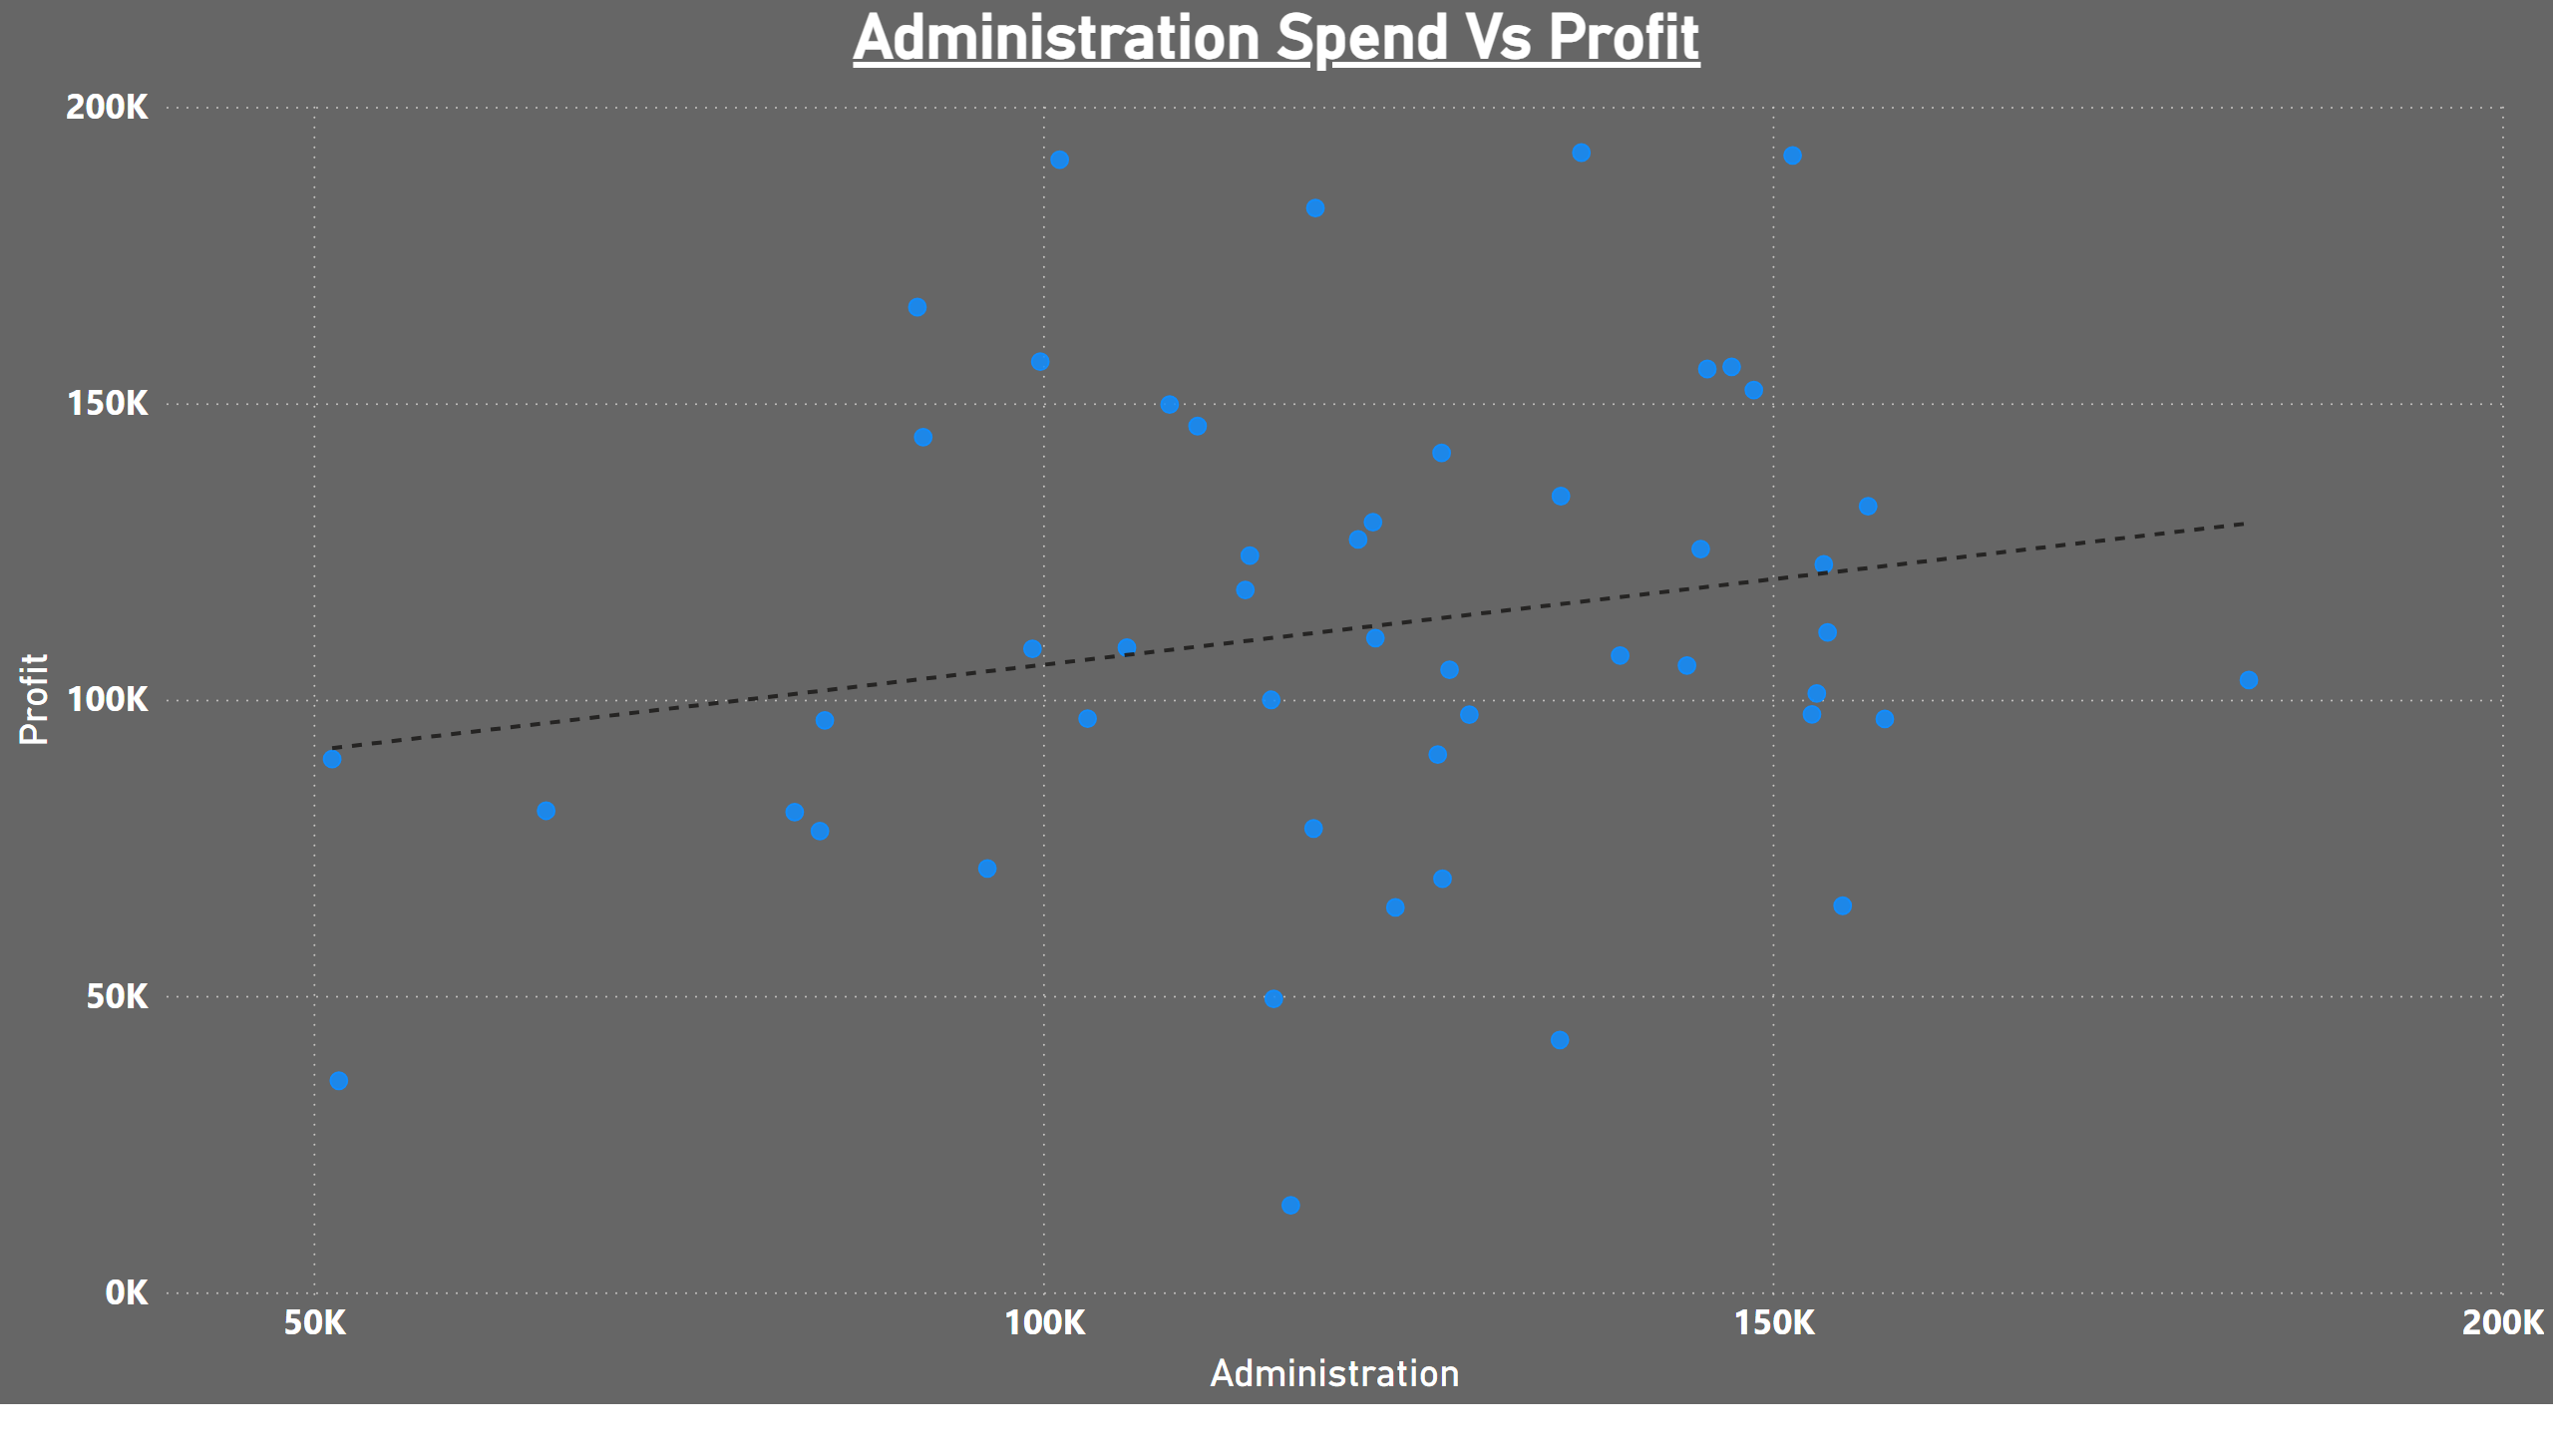 Administration Spend Vs Profit
200K
150K
100K
50K
0K
Profit
50K
100K
150K
200K
Administration